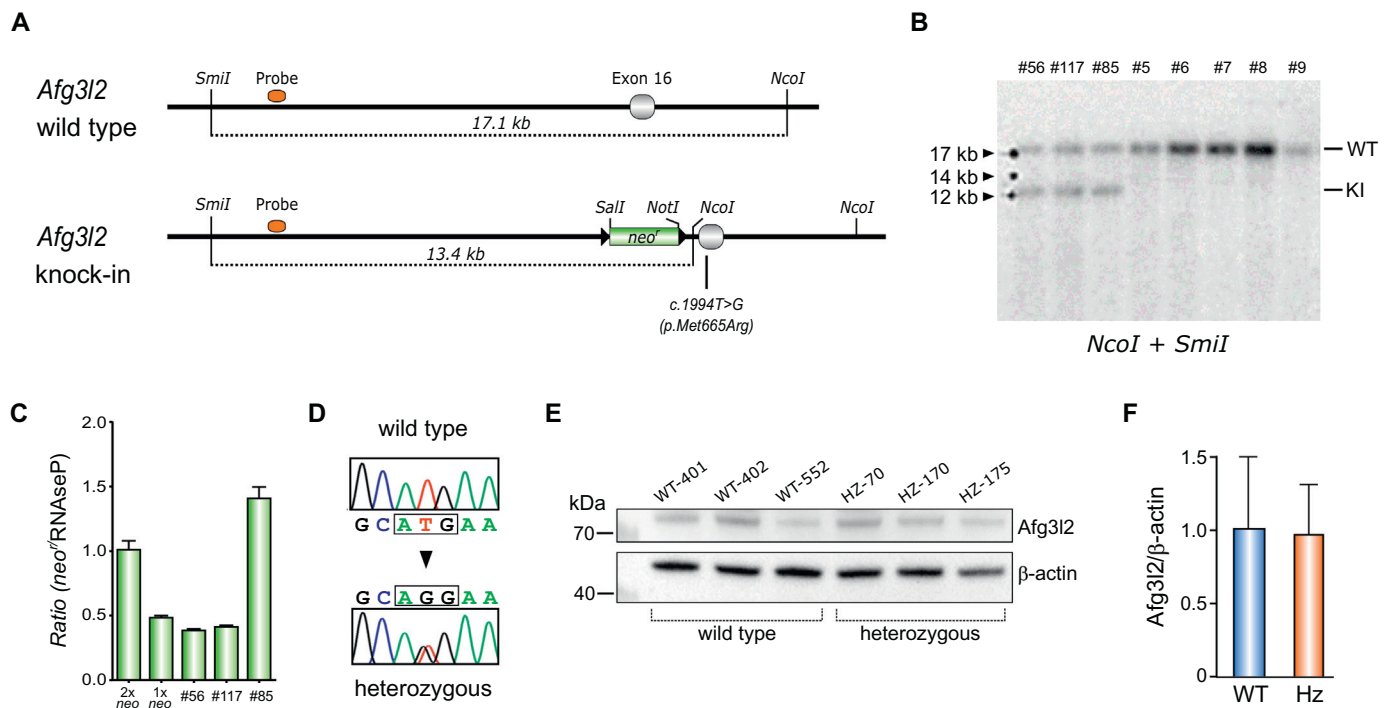 A
Afg3l2
wild type
SmiI
Probe
Exon 16
NcoI
17.1 kb
Afg3l2
knock-in
SmiI
Probe
SalI
NotI
NcoI
NcoI
neoʳ
13.4 kb
c.1994T>G
(p.Met665Arg)
B
#56 #117 #85 #5 #6 #7 #8 #9
17 kb
14 kb
12 kb
WT
KI
NcoI + SmiI
C
Ratio (neoʳ/RNAseP)
2.0
1.5
1.0
0.5
0
2x neo
1x neo
#56
#117
#85
D
wild type
G C A T G A A
G C A G G A A
heterozygous
E
kDa
WT-401
WT-402
WT-552
HZ-70
HZ-170
HZ-175
70
40
Afg3l2
β-actin
wild type
heterozygous
F
Afg3l2/β-actin
1.5
1.0
0.5
0
WT
Hz